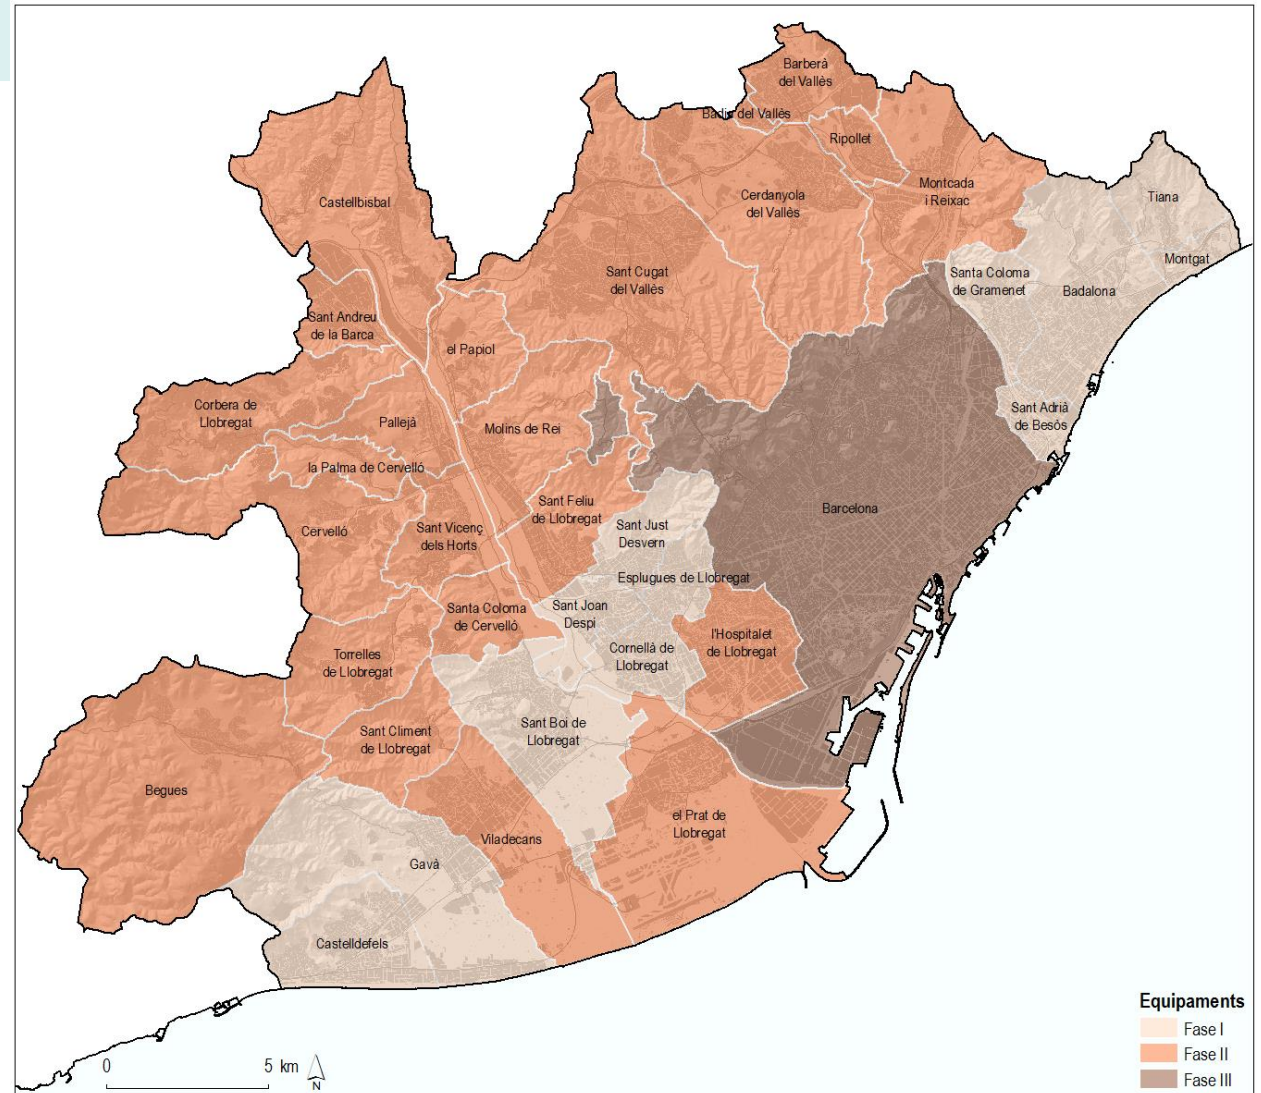 Barberà
del Vallès
Badia del Vallès
Ripollet
Castellbisbal
Cerdanyola
del Vallès
Montcada
i Reixac
Tiana
Montgat
Sant Cugat
del Vallès
Santa Coloma
de Gramenet
Badalona
Sant Andreu
de la Barca
el Papiol
Corbera de
Llobregat
Pallejà
Molins de Rei
Sant Adrià
de Besòs
la Palma de Cervelló
Cervelló
Sant Vicenç
dels Horts
Sant Feliu
de Llobregat
Sant Just
Desvern
Barcelona
Esplugues de Llobregat
Santa Coloma
de Cervelló
Sant Joan
Despi
Cornellà de
Llobregat
l'Hospitalet
de Llobregat
Torrelles
de Llobregat
Sant Climent
de Llobregat
Sant Boi de
Llobregat
Begues
Viladecans
el Prat de
Llobregat
Gavà
Castelldefels
Equipaments
Fase I
Fase II
Fase III
0 5 km
N